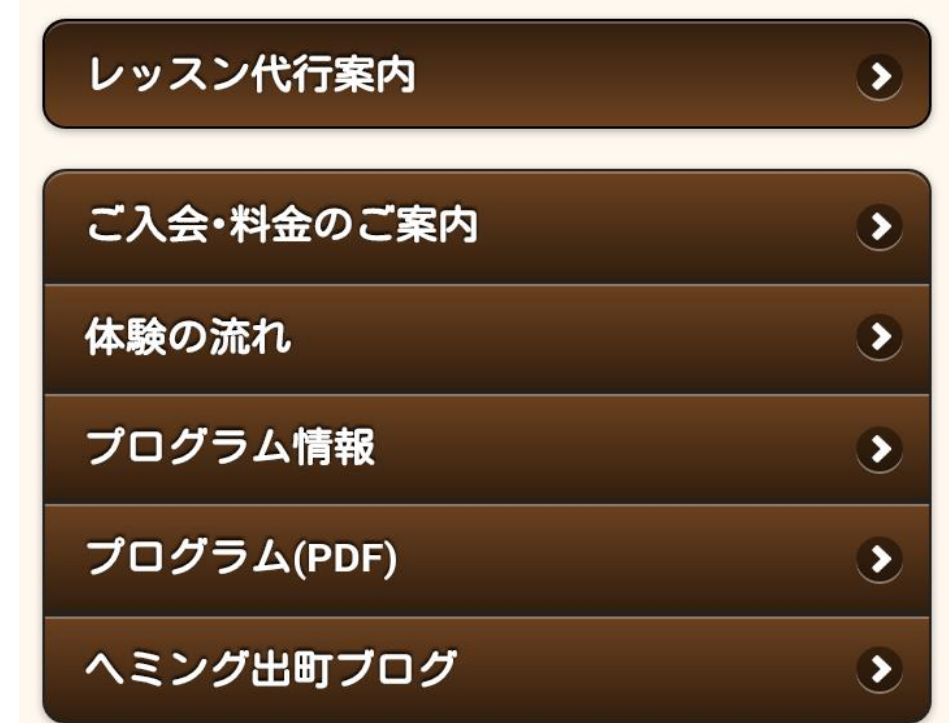 レッスン代行案内
ご入会・料金のご案内
体験の流れ
プログラム情報
プログラム(PDF)
ヘミング出町ブログ